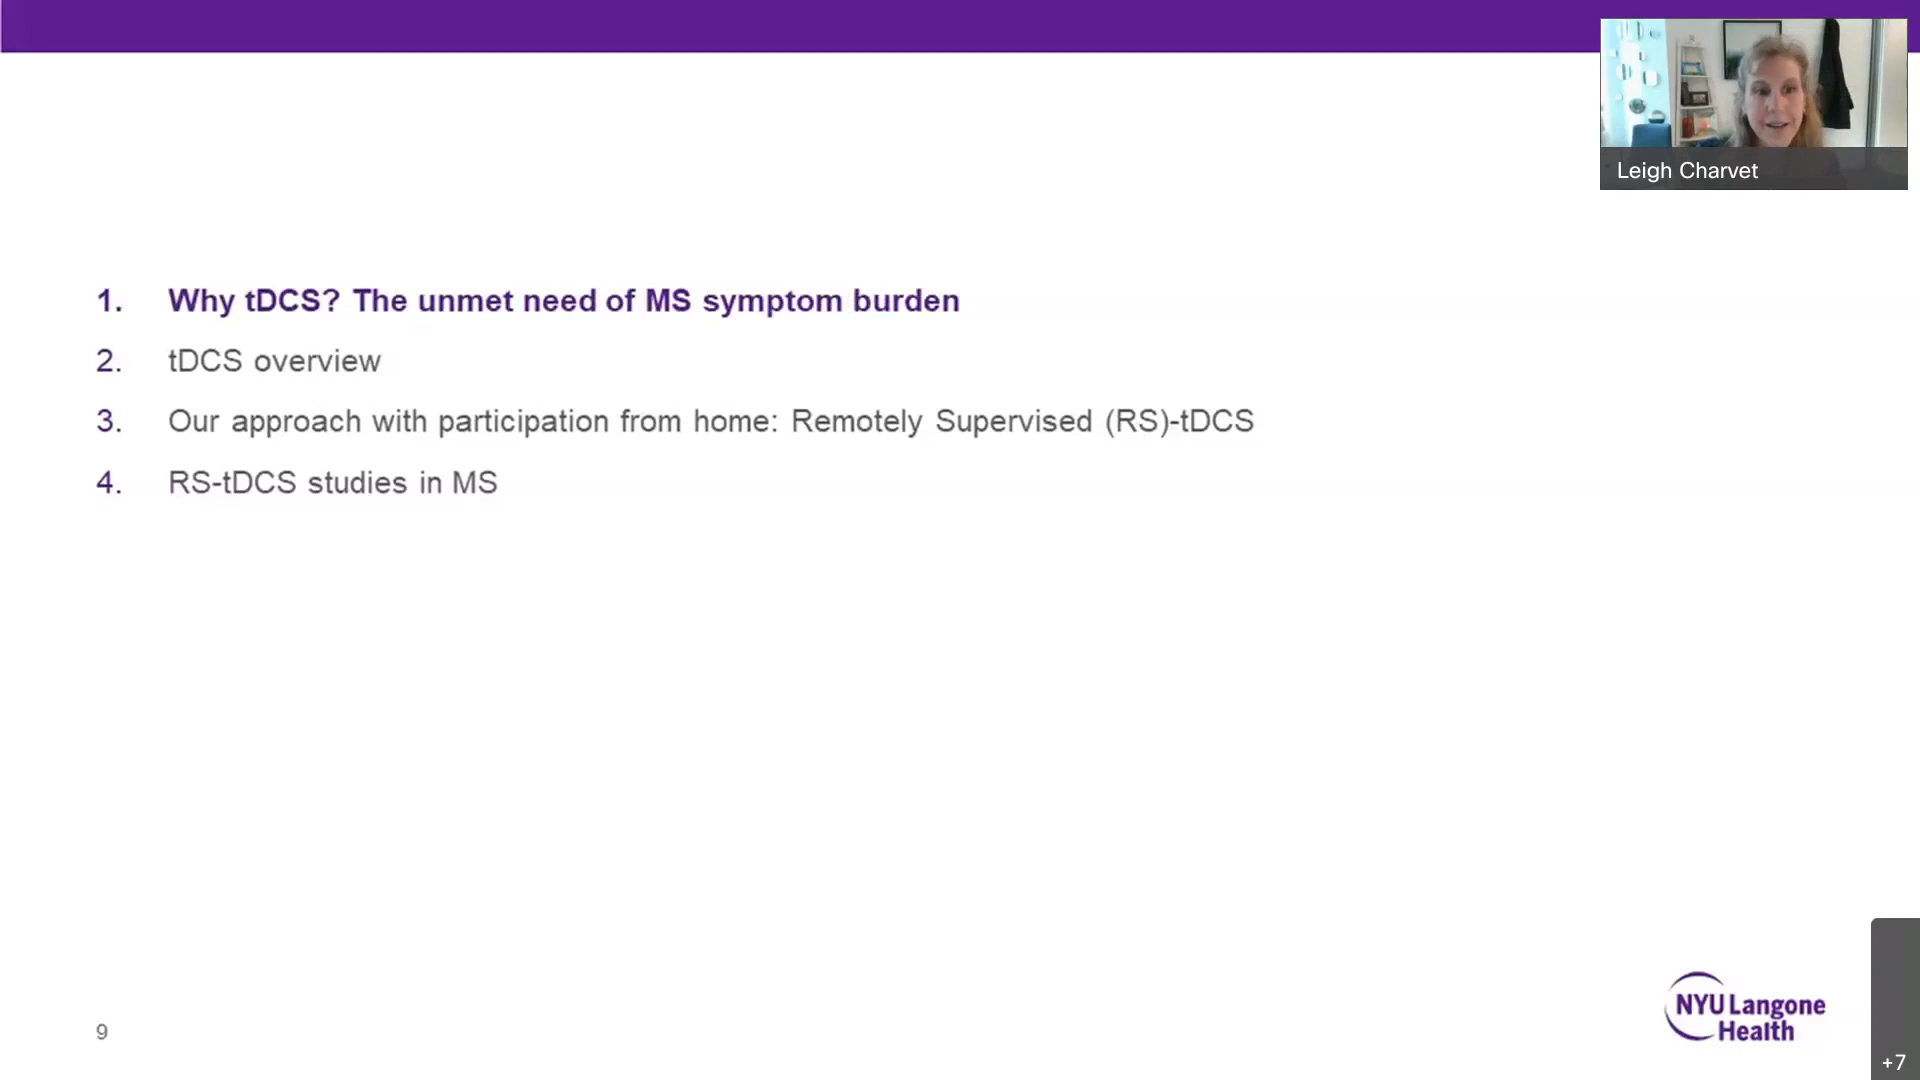 Leigh Charvet
1. Why tDCS? The unmet need of MS symptom burden
2. tDCS overview
3. Our approach with participation from home: Remotely Supervised (RS)-tDCS
4. RS-tDCS studies in MS
9
NYU Langone
Health
+7